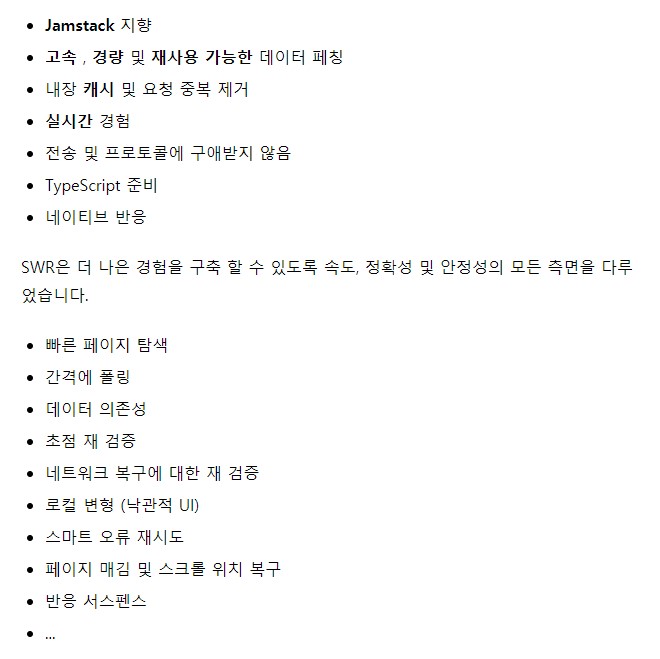 Jamstack 지향
고속 , 경량 및 재사용 가능한 데이터 페칭
내장 캐시 및 요청 중복 제거
실시간 경험
전송 및 프로토콜에 구애받지 않음
TypeScript 준비
네이티브 반응
SWR은 더 나은 경험을 구축 할 수 있도록 속도, 정확성 및 안정성의 모든 측면을 다루
었습니다.
빠른 페이지 탐색
간격에 폴링
데이터 의존성
초점 재 검증
네트워크 복구에 대한 재 검증
로컬 변형 (낙관적 UI)
스마트 오류 재시도
페이지 매김 및 스크롤 위치 복구
반응 서스펜스
...